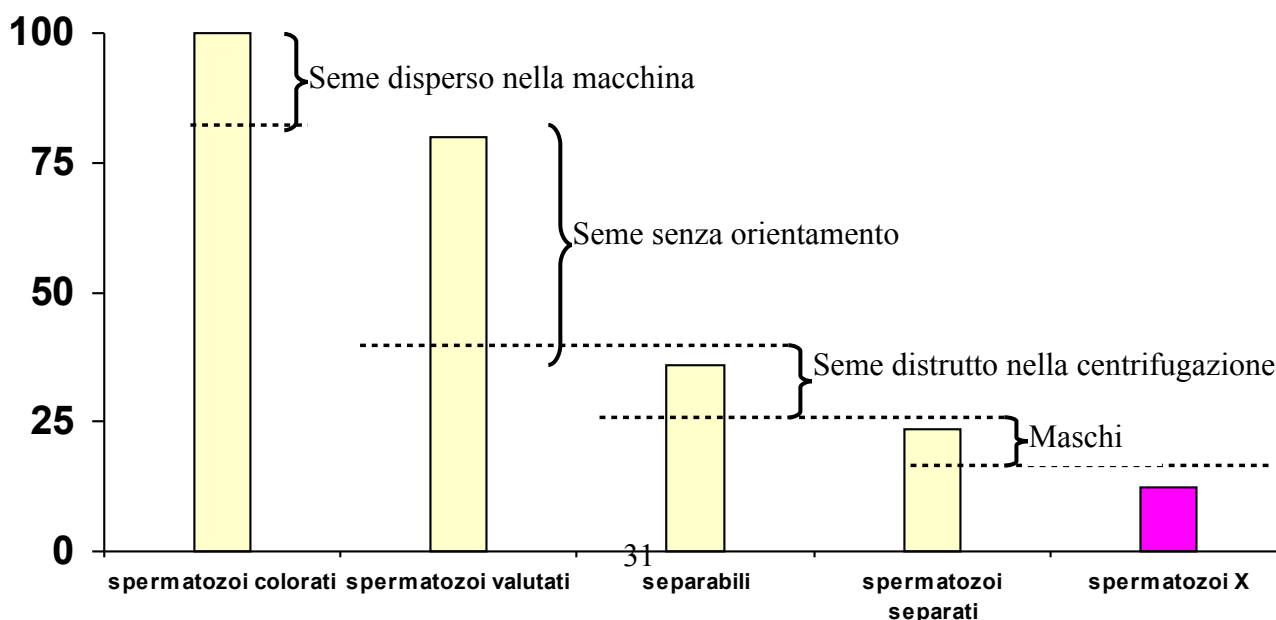 100
Seme disperso nella macchina
75
Seme senza orientamento
50
Seme distrutto nella centrifugazione
25
Maschi
0
31
spermatozoi colorati
spermatozoi valutati
separabili
spermatozoi
separati
spermatozoi X